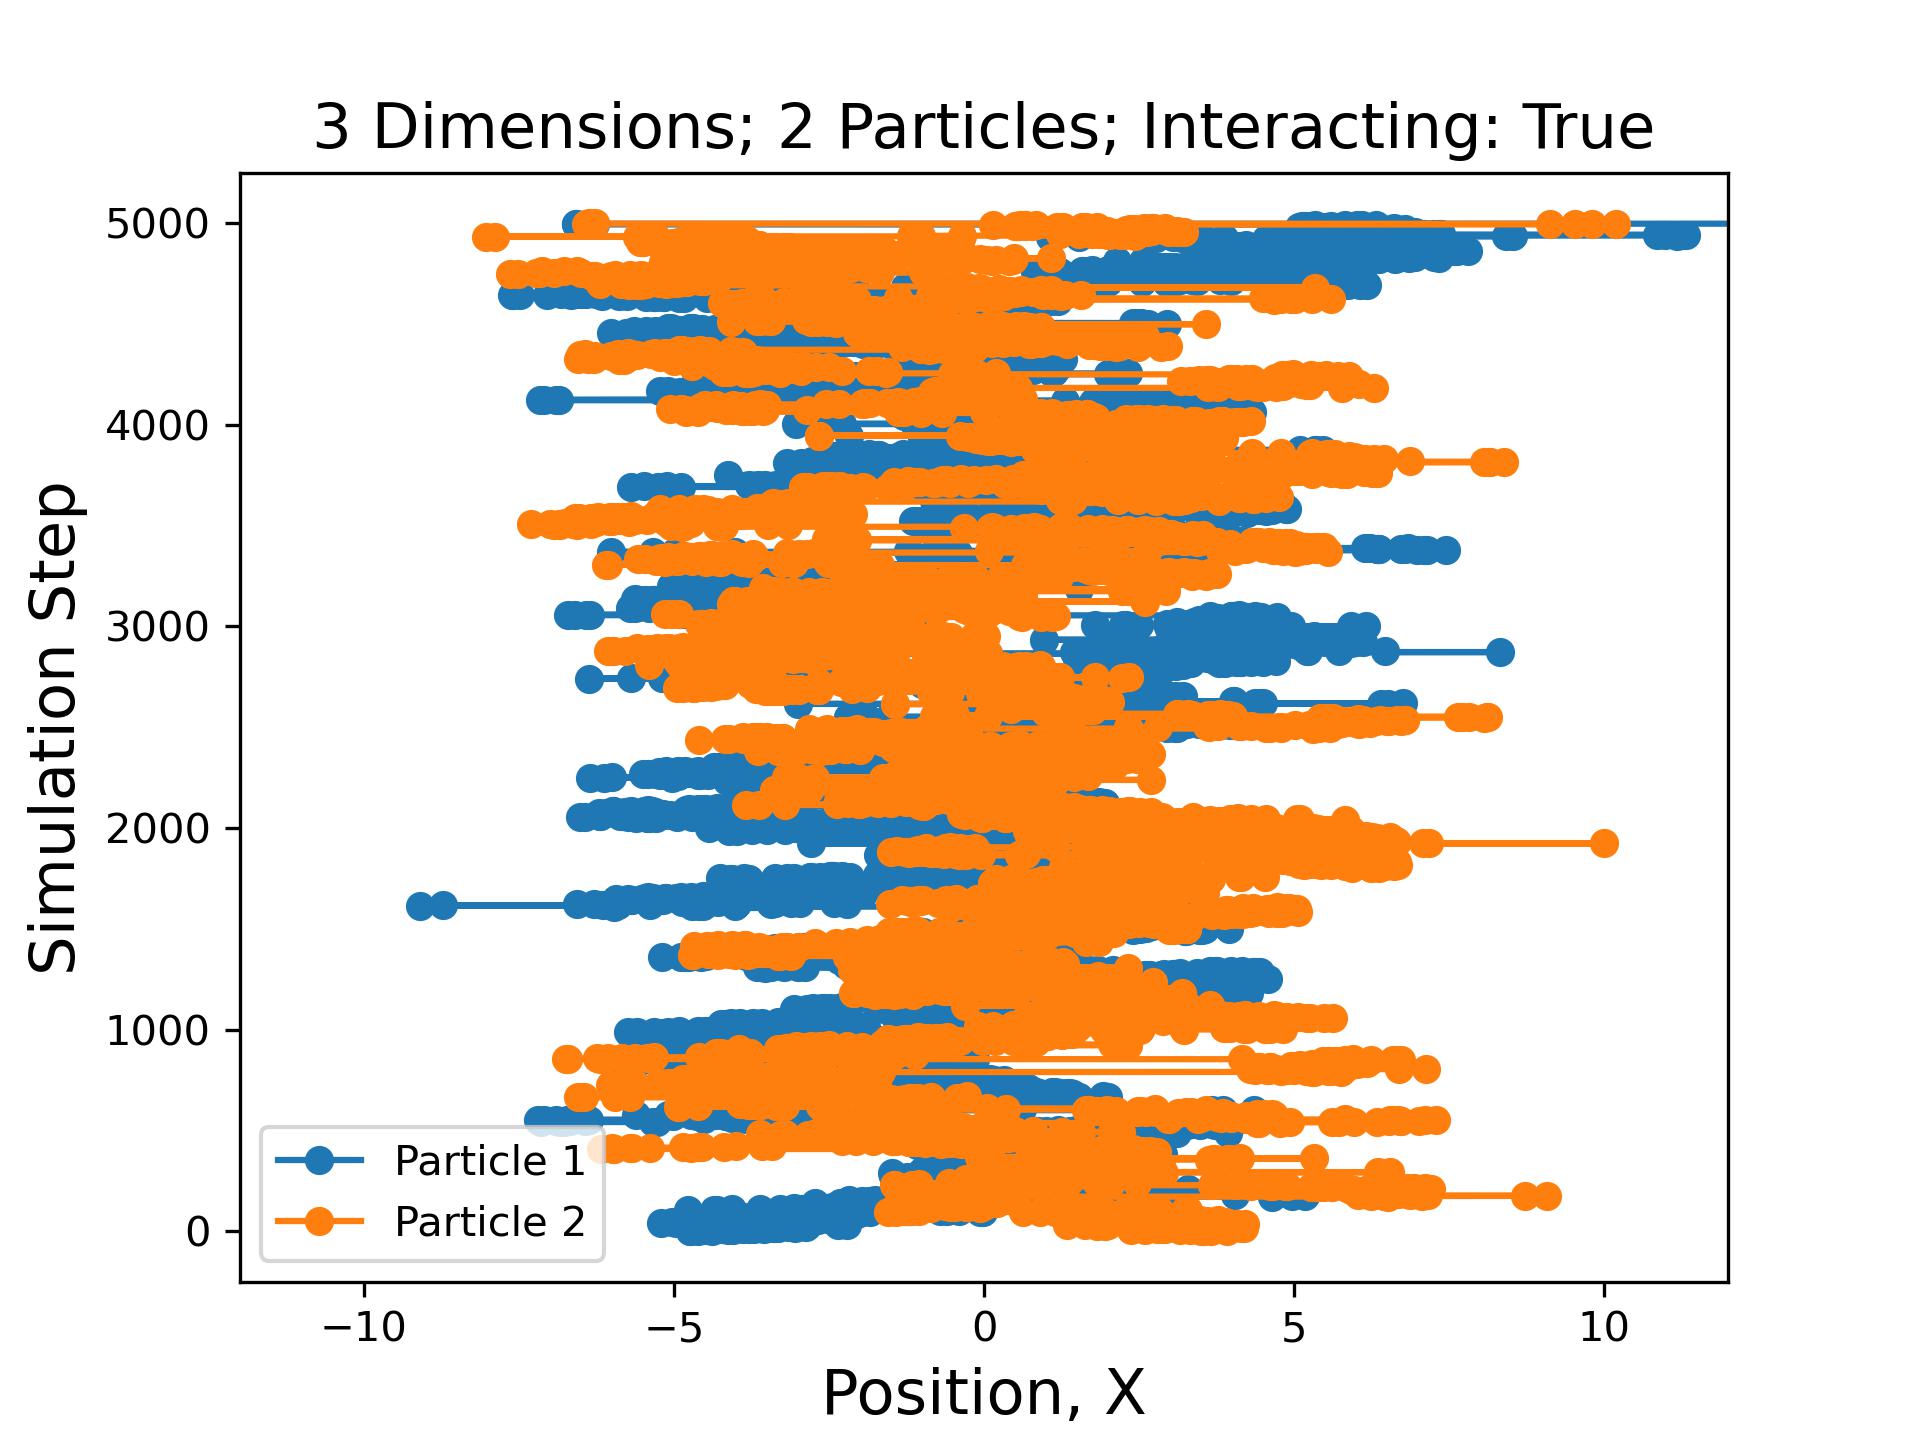 3 Dimensions; 2 Particles; Interacting: True
Simulation Step
5000
4000
3000
2000
1000
0
Particle 1
Particle 2
−10
−5
0
5
10
Position, X